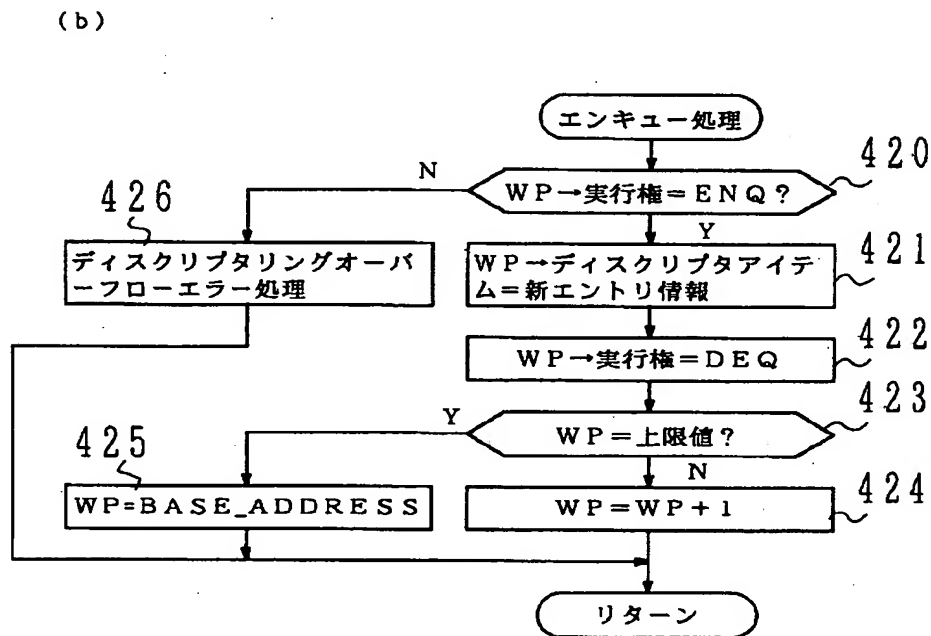 (b)
エンキュー処理
420
N
WP→実行権=ENQ?
426
Y
ディスクリプタリングオーバ
ーフローエラー処理
WP→ディスクリプタアイテ
ム=新エントリ情報
421
WP→実行権=DEQ
422
423
Y
WP=上限値?
425
N
WP=BASE_ADDRESS
WP=WP+1
424
リターン